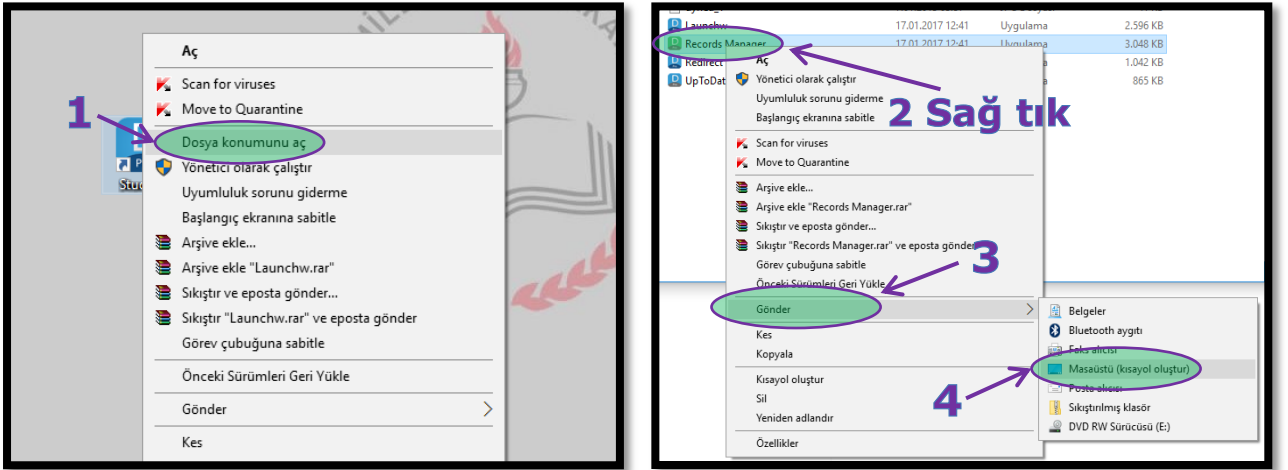 Aç
Scan for viruses
Move to Quarantine
1
Dosya konumunu aç
Yönetici olarak çalıştır
Uyumluluk sorunu giderme
Başlangıç ekranına sabitle
Arşive ekle...
Arşive ekle "Launchw.rar"
Sıkıştır ve eposta gönder...
Sıkıştır "Launchw.rar" ve eposta gönder
Görev çubuğuna sabitle
Önceki Sürümleri Geri Yükle
Gönder
Kes
Launchw 17.01.2017 12:41 Uygulama 2.596 KB
Records Manager 17.01.2017 12:41 Uygulama 3.048 KB
Redirect 1.042 KB
UpToDat 865 KB
Aç
Yönetici olarak çalıştır
Uyumluluk sorunu giderme
Başlangıç ekranına sabitle
2 Sağ tık
Scan for viruses
Move to Quarantine
Arşive ekle...
Arşive ekle "Records Manager.rar"
Sıkıştır ve eposta gönder...
Sıkıştır "Records Manager.rar" ve eposta gönder
Görev çubuğuna sabitle
3
Önceki Sürümleri Geri Yükle
Gönder
Kes
Kopyala
Kısayol oluştur
Sil
Yeniden adlandır
Özellikler
Belgeler
Bluetooth aygıtı
Faks alıcısı
Masaüstü (kısayol oluştur)
4
Posta alıcısı
Sıkıştırılmış klasör
DVD RW Sürücüsü (E:)